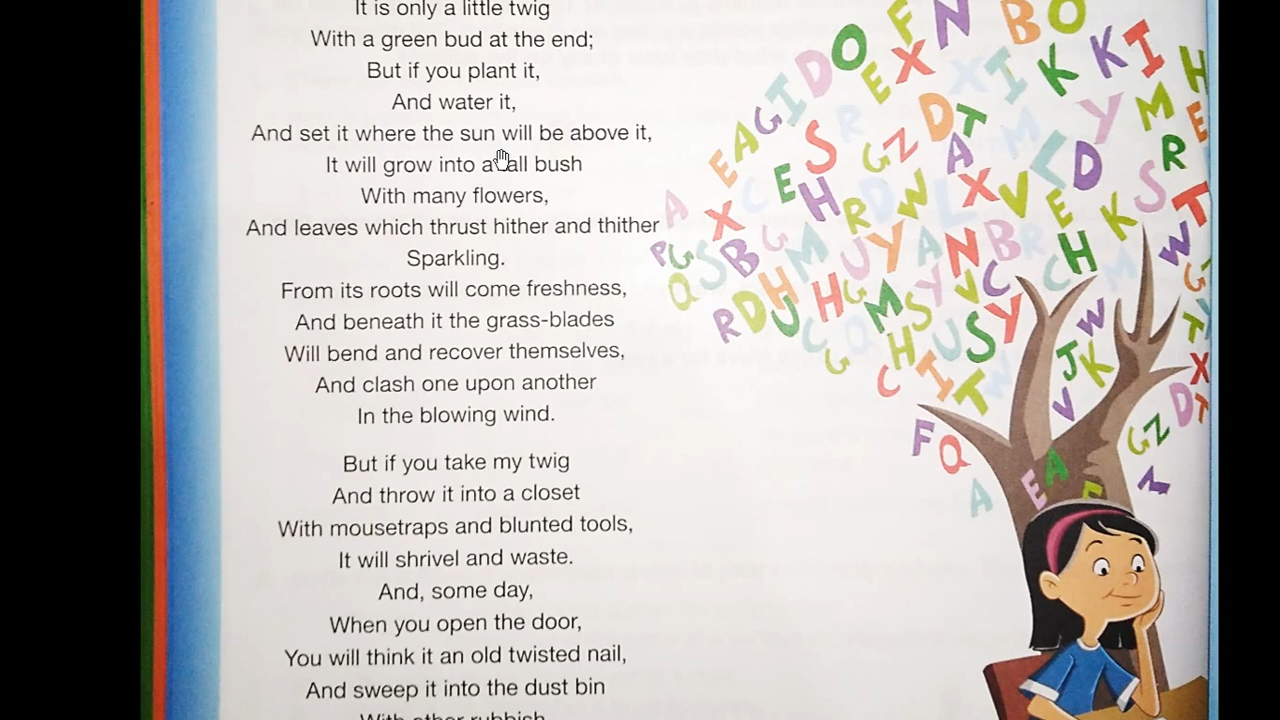 It is only a little twig
With a green bud at the end;
But if you plant it,
And water it,
And set it where the sun will be above it,
It will grow into a tall bush
With many flowers,
And leaves which thrust hither and thither
Sparkling.
From its roots will come freshness,
And beneath it the grass-blades
Will bend and recover themselves,
And clash one upon another
In the blowing wind.
But if you take my twig
And throw it into a closet
With mousetraps and blunted tools,
It will shrivel and waste.
And, some day,
When you open the door,
You will think it an old twisted nail,
And sweep it into the dust bin
With other rubbish